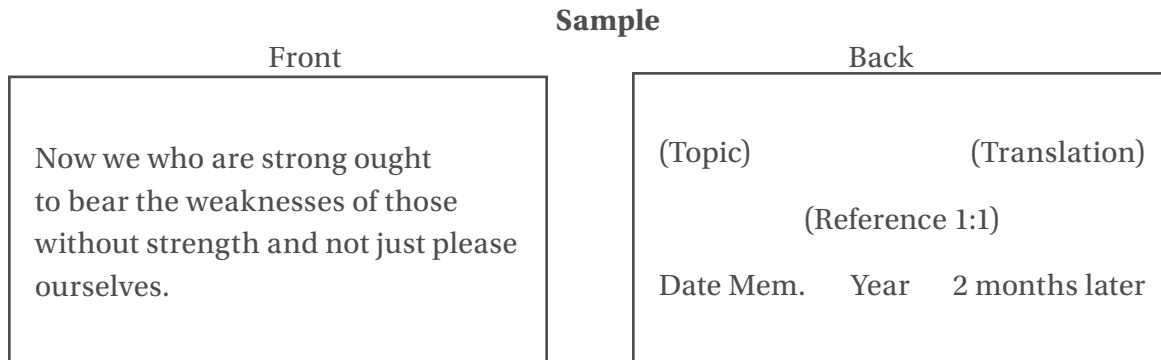 Sample
Front
Back
Now we who are strong ought
to bear the weaknesses of those
without strength and not just please
ourselves.
(Topic) (Translation)
(Reference 1:1)
Date Mem. Year 2 months later